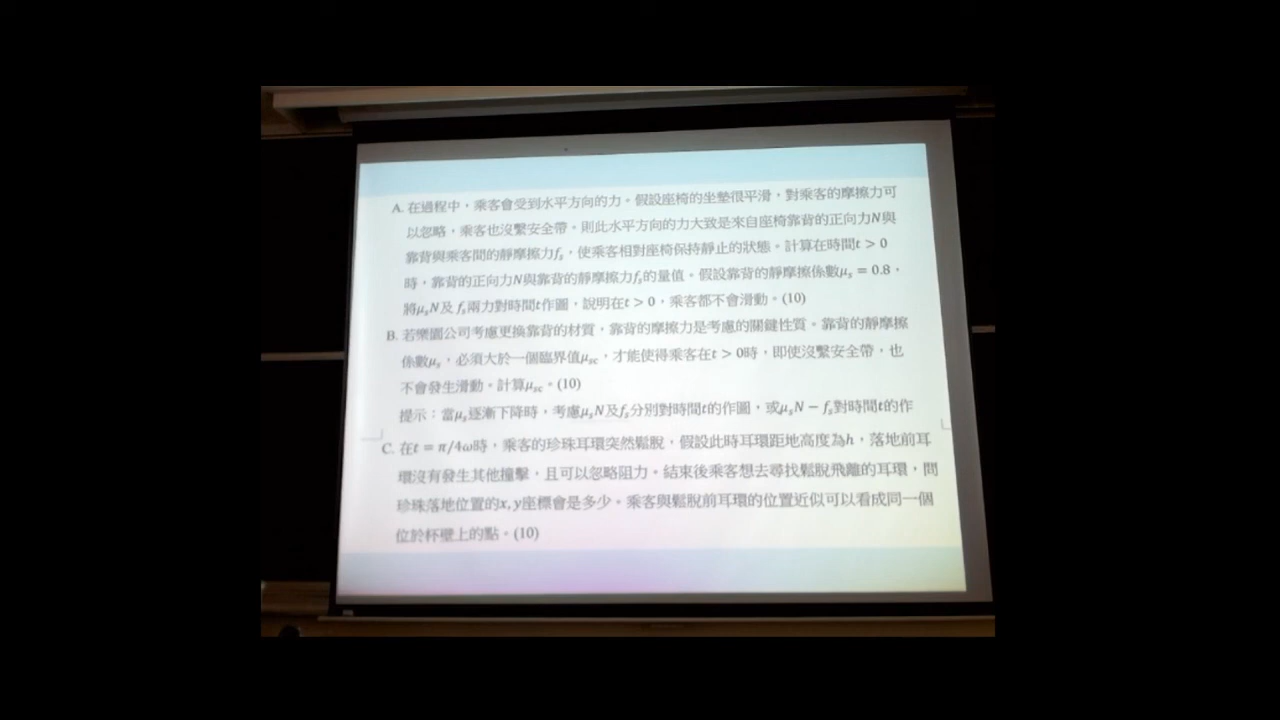 A. 在過程中，乘客會受到水平方向的力。假設座椅的坐墊很平滑，對乘客的摩擦力可
以忽略，乘客也沒繫安全帶。則此水平方向的力大致是來自座椅靠背的正向力N與
靠背與乘客間的靜摩擦力fₛ，使乘客相對座椅保持靜止的狀態。計算在時間t > 0
時，靠背的正向力N與靠背的靜摩擦力fₛ的量值。假設靠背的靜摩擦係數μₛ = 0.8，
將μₛN及 fₛ兩力對時間t作圖，說明在t > 0，乘客都不會滑動。(10)
B. 若樂園公司考慮更換靠背的材質，靠背的摩擦力是考慮的關鍵性質。靠背的靜摩擦
係數μₛ，必須大於一個臨界值μsc，才能使得乘客在t > 0時，即使沒繫安全帶，也
不會發生滑動。計算μsc。(10)
提示：當μₛ逐漸下降時，考慮μₛN及fₛ分別對時間t的作圖，或μₛN − fₛ對時間t的作
C. 在t = π/4ω時，乘客的珍珠耳環突然鬆脫，假設此時耳環距地高度為h，落地前耳
環沒有發生其他撞擊，且可以忽略阻力。結束後乘客想去尋找鬆脫飛離的耳環，問
珍珠落地位置的x, y座標會是多少。乘客與鬆脫前耳環的位置近似可以看成同一個
位於杯壁上的點。(10)